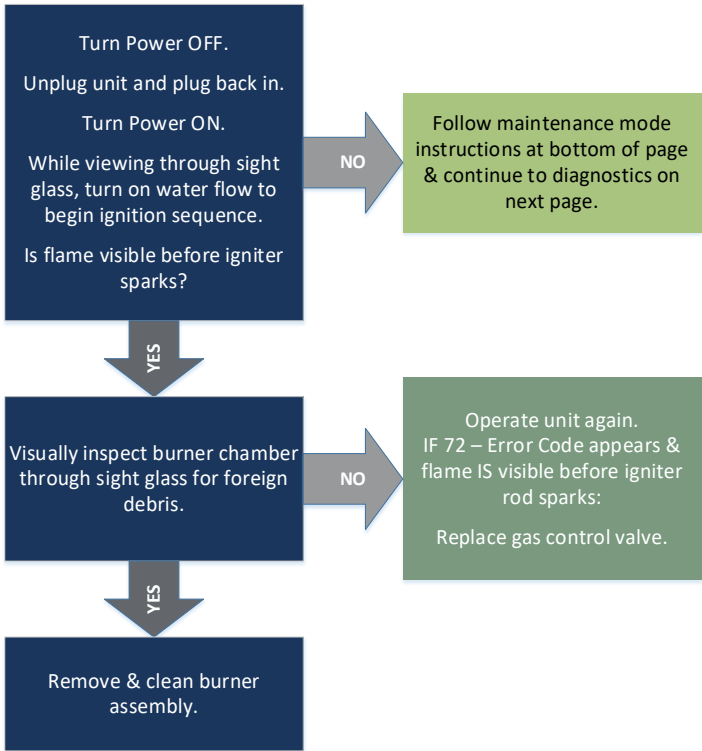 Turn Power OFF.
Unplug unit and plug back in.
Turn Power ON.
While viewing through sight
glass, turn on water flow to
begin ignition sequence.
Is flame visible before igniter
sparks?
NO
Follow maintenance mode
instructions at bottom of page
& continue to diagnostics on
next page.
YES
Visually inspect burner chamber
through sight glass for foreign
debris.
NO
Operate unit again.
IF 72 – Error Code appears &
flame IS visible before igniter
rod sparks:
Replace gas control valve.
YES
Remove & clean burner
assembly.